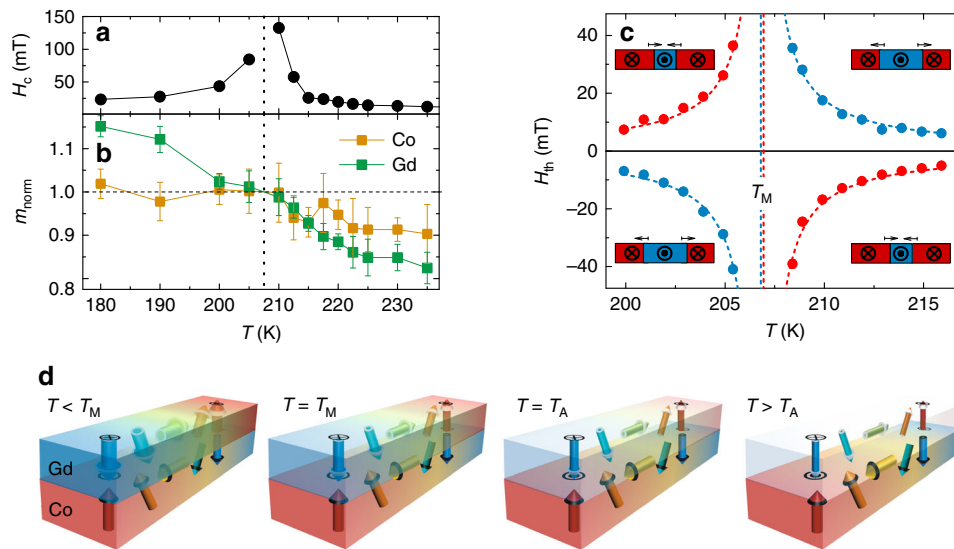 a
H_c (mT)
150
100
50
b
Co
Gd
m_norm
1.1
1.0
0.9
0.8
180 190 200 210 220 230
T (K)
c
H_th (mT)
40
20
0
−20
−40
T_M
200 205 210 215
T (K)
d
T < T_M
T = T_M
T = T_A
T > T_A
Gd
Co